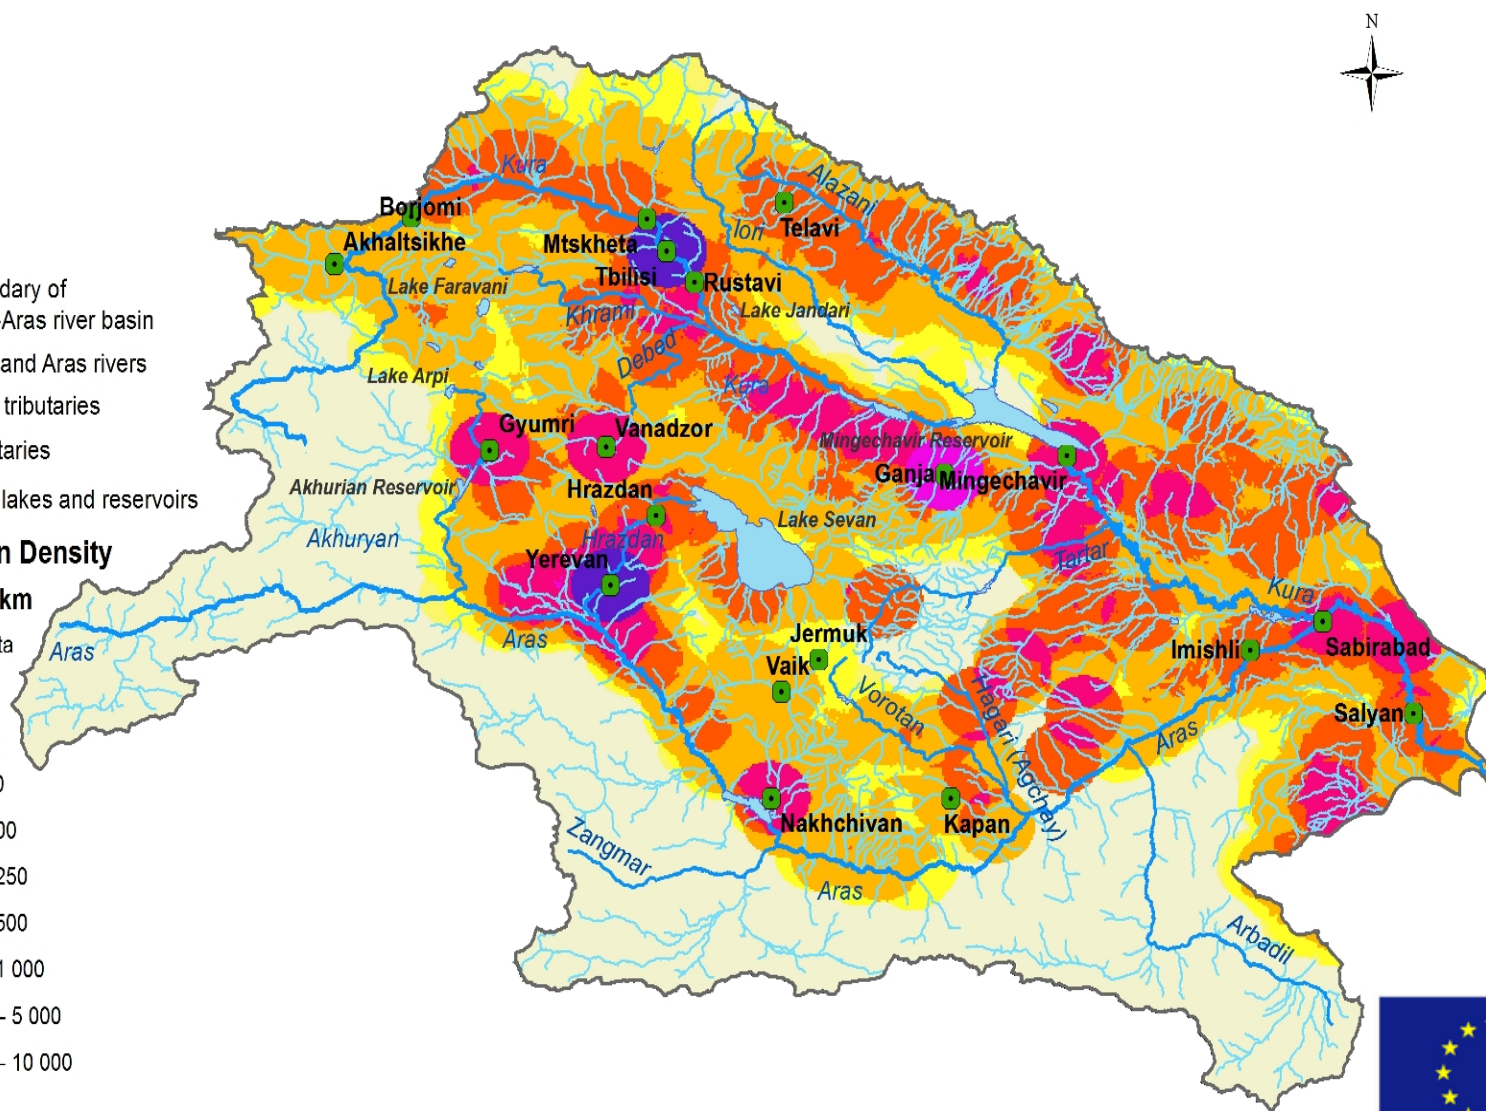 N
Kura
Alazani
Borjomi
Telavi
Iori
Akhaltsikhe
Mtskheta
Tbilisi
Rustavi
Lake Faravani
Lake Jandari
dary of
-Aras river basin
Khrami
Debed
and Aras rivers
Lake Arpi
Kura
tributaries
Gyumri
Vanadzor
Mingechavir Reservoir
taries
Ganja
Mingechavir
Akhurian Reservoir
Hrazdan
lakes and reservoirs
Lake Sevan
Akhuryan
Hrazdan
n Density
Yerevan
Tartar
km
Kura
ta
Aras
Aras
Jermuk
Imishli
Sabirabad
Vaik
Vorotan
Hagari (Agchay)
Salyan
Aras
0
00
Nakhchivan
Kapan
Zangmar
250
Aras
500
Arbadil
1 000
– 5 000
– 10 000